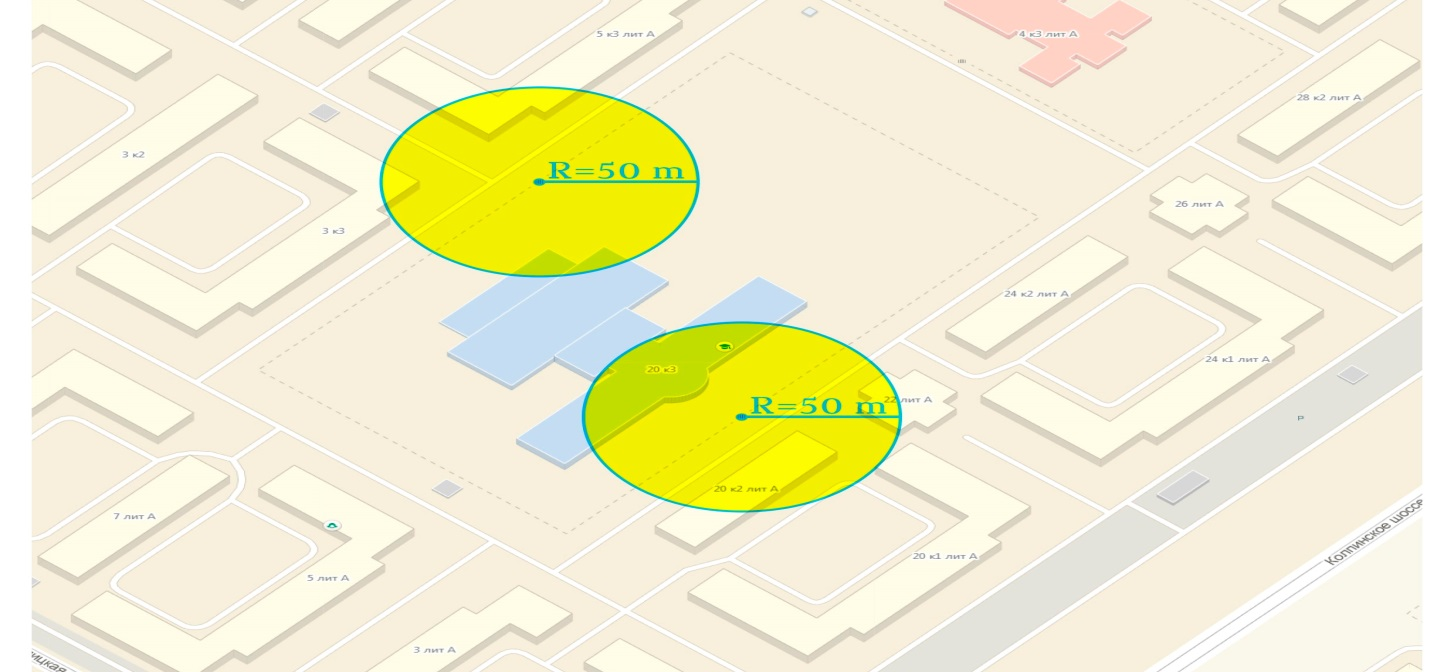 5 к3 лит А
4 к3 лит А
28 к2 лит А
3 к2
R=50 m
26 лит А
3 к3
24 к2 лит А
24 к1 лит А
20 к3
R=50 m
22 лит А
P
20 к2 лит А
7 лит А
Колпинское шоссе
20 к1 лит А
5 лит А
3 лит А